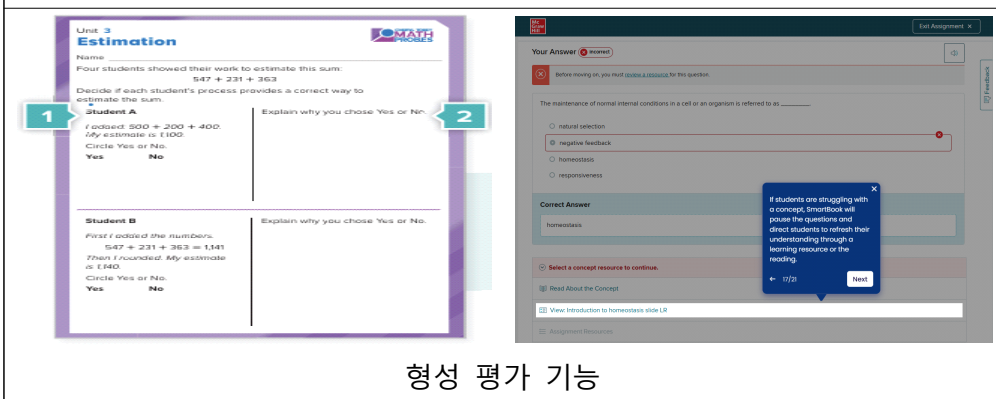 Unit 3
Estimation
MATH
PROBES
Name
Four students showed their work to estimate this sum:
547 + 231 + 363
Decide if each student's process provides a correct way to
estimate the sum.
1
Student A
I added: 500 + 200 + 400.
My estimate is 1,100.
Circle Yes or No.
Yes No
Explain why you chose Yes or No.
2
Student B
First I added the numbers.
547 + 231 + 363 = 1,141
Then I rounded. My estimate
is 1,140.
Circle Yes or No.
Yes No
Explain why you chose Yes or No.
Mc
Graw
Hill
Exit Assignment ×
Your Answer incorrect
Before moving on, you must review a resource for this question.
Feedback
The maintenance of normal internal conditions in a cell or an organism is referred to as
natural selection
negative feedback
homeostasis
responsiveness
Correct Answer
homeostasis
If students are struggling with
a concept, SmartBook will
pause the questions and
direct students to refresh their
understanding through a
learning resource or the
reading.
17/21
Next
Select a concept resource to continue.
Read About the Concept
View: Introduction to homeostasis slide LR
Assignment Resources
형성 평가 기능